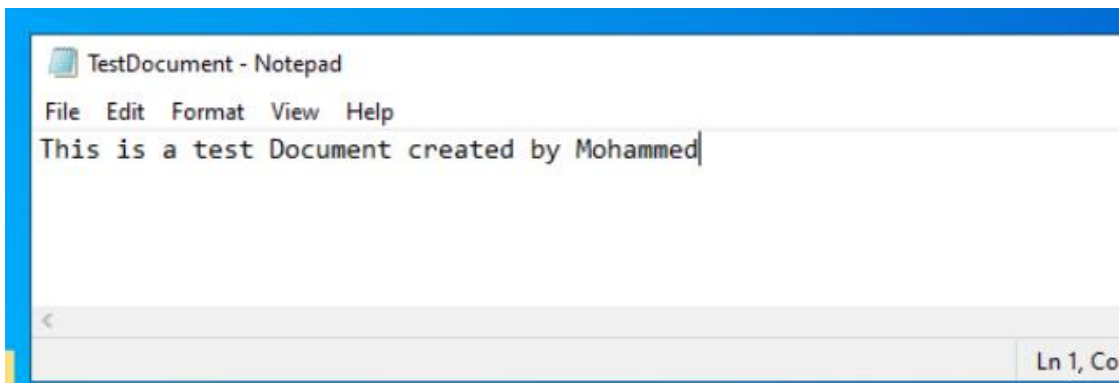 TestDocument - Notepad
File Edit Format View Help
This is a test Document created by Mohammed
Ln 1, Co